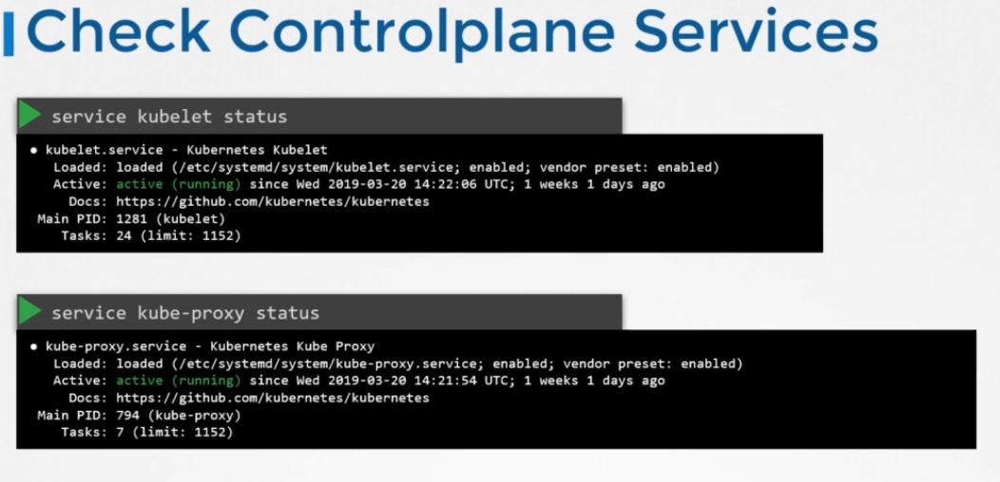 Check Controlplane Services
service kubelet status
● kubelet.service - Kubernetes Kubelet
Loaded: loaded (/etc/systemd/system/kubelet.service; enabled; vendor preset: enabled)
Active: active (running) since Wed 2019-03-20 14:22:06 UTC; 1 weeks 1 days ago
Docs: https://github.com/kubernetes/kubernetes
Main PID: 1281 (kubelet)
Tasks: 24 (limit: 1152)
service kube-proxy status
● kube-proxy.service - Kubernetes Kube Proxy
Loaded: loaded (/etc/systemd/system/kube-proxy.service; enabled; vendor preset: enabled)
Active: active (running) since Wed 2019-03-20 14:21:54 UTC; 1 weeks 1 days ago
Docs: https://github.com/kubernetes/kubernetes
Main PID: 794 (kube-proxy)
Tasks: 7 (limit: 1152)